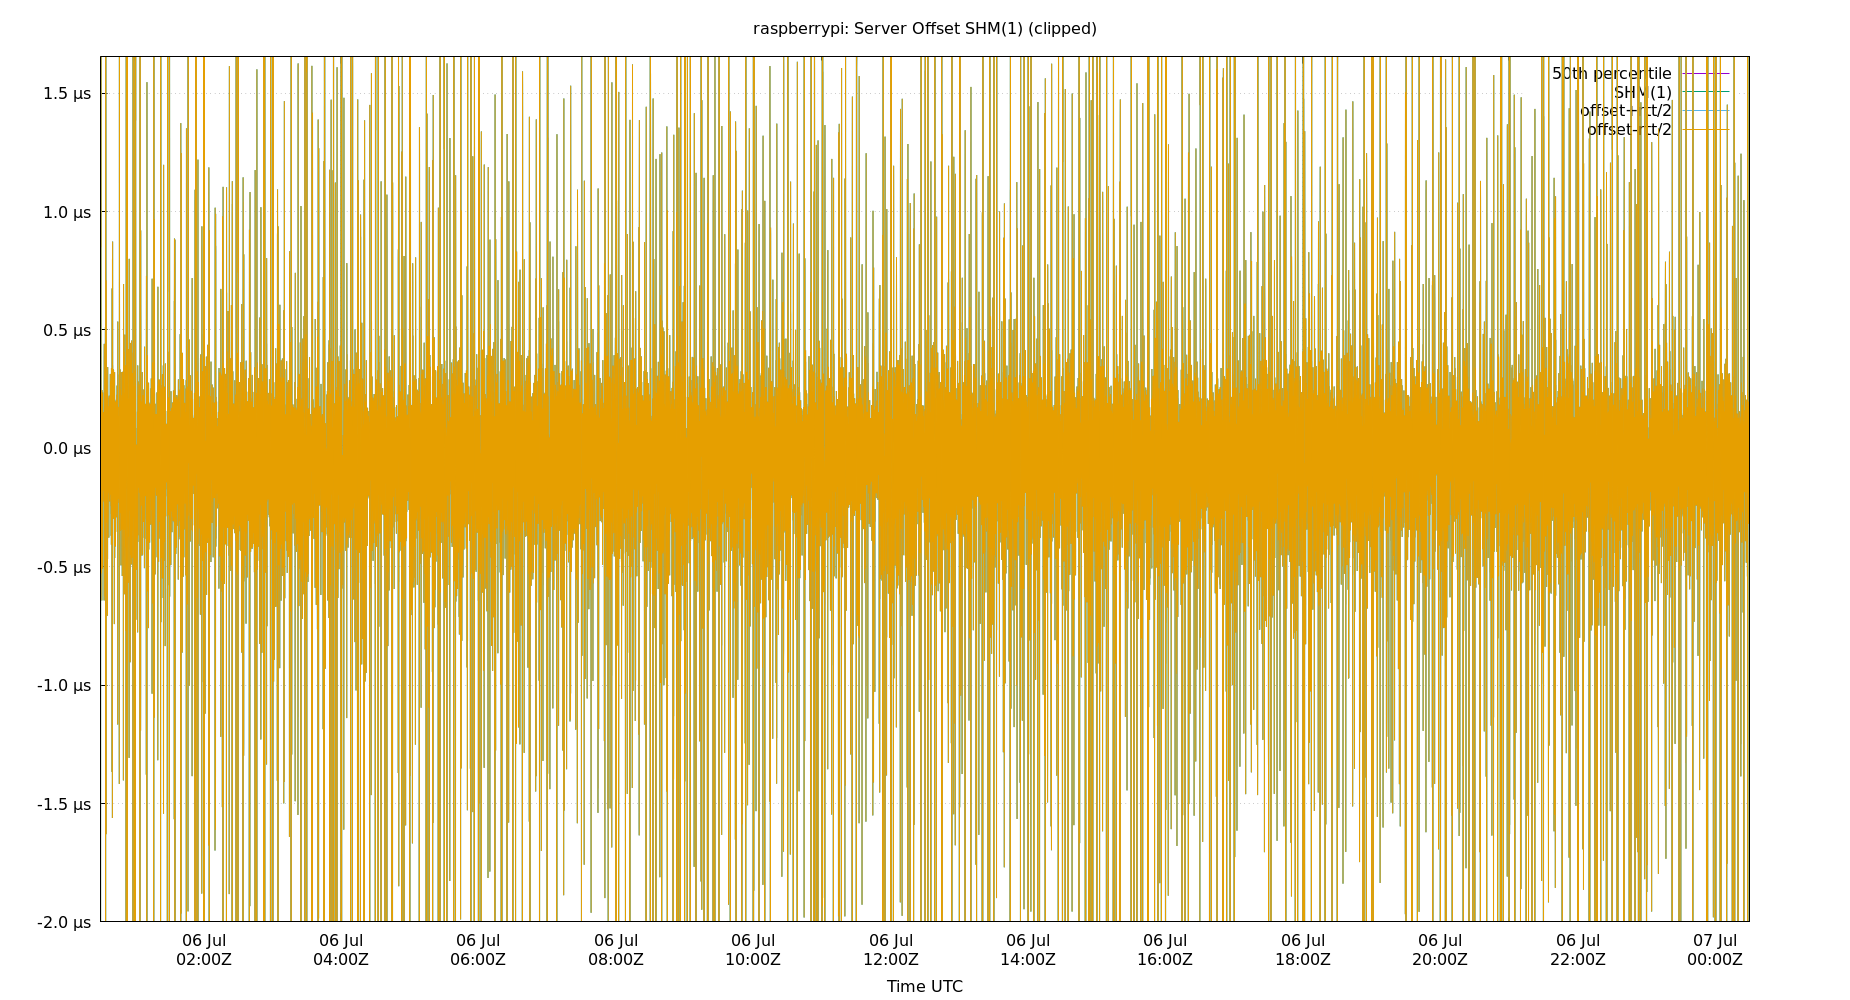 raspberrypi: Server Offset SHM(1) (clipped)
50th percentile
SHM(1)
offset+rtt/2
offset-rtt/2
1.5 µs
1.0 µs
0.5 µs
0.0 µs
-0.5 µs
-1.0 µs
-1.5 µs
-2.0 µs
06 Jul 06 Jul 06 Jul 06 Jul 06 Jul 06 Jul 06 Jul 06 Jul 06 Jul 06 Jul 06 Jul 07 Jul
02:00Z 04:00Z 06:00Z 08:00Z 10:00Z 12:00Z 14:00Z 16:00Z 18:00Z 20:00Z 22:00Z 00:00Z
Time UTC